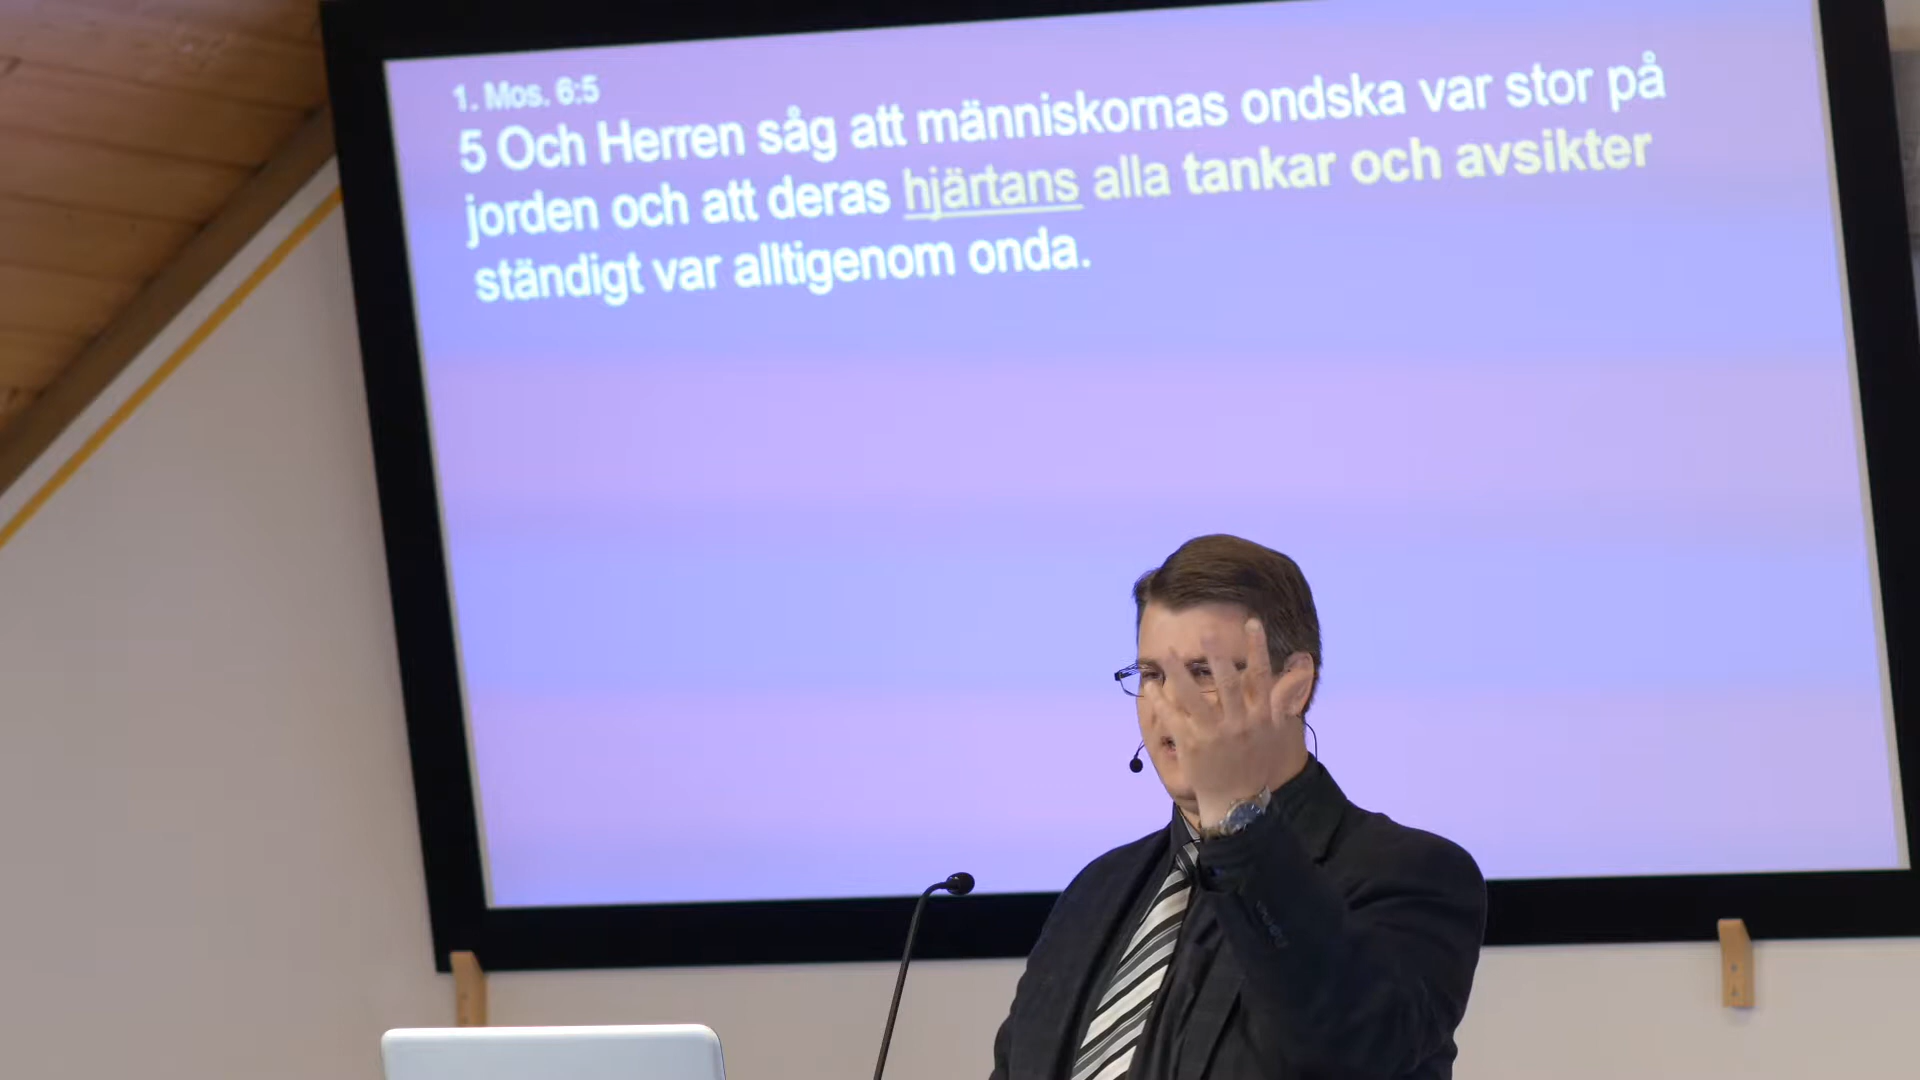 1. Mos. 6:5
5 Och Herren såg att människornas ondska var stor på
jorden och att deras hjärtans alla tankar och avsikter
ständigt var alltigenom onda.